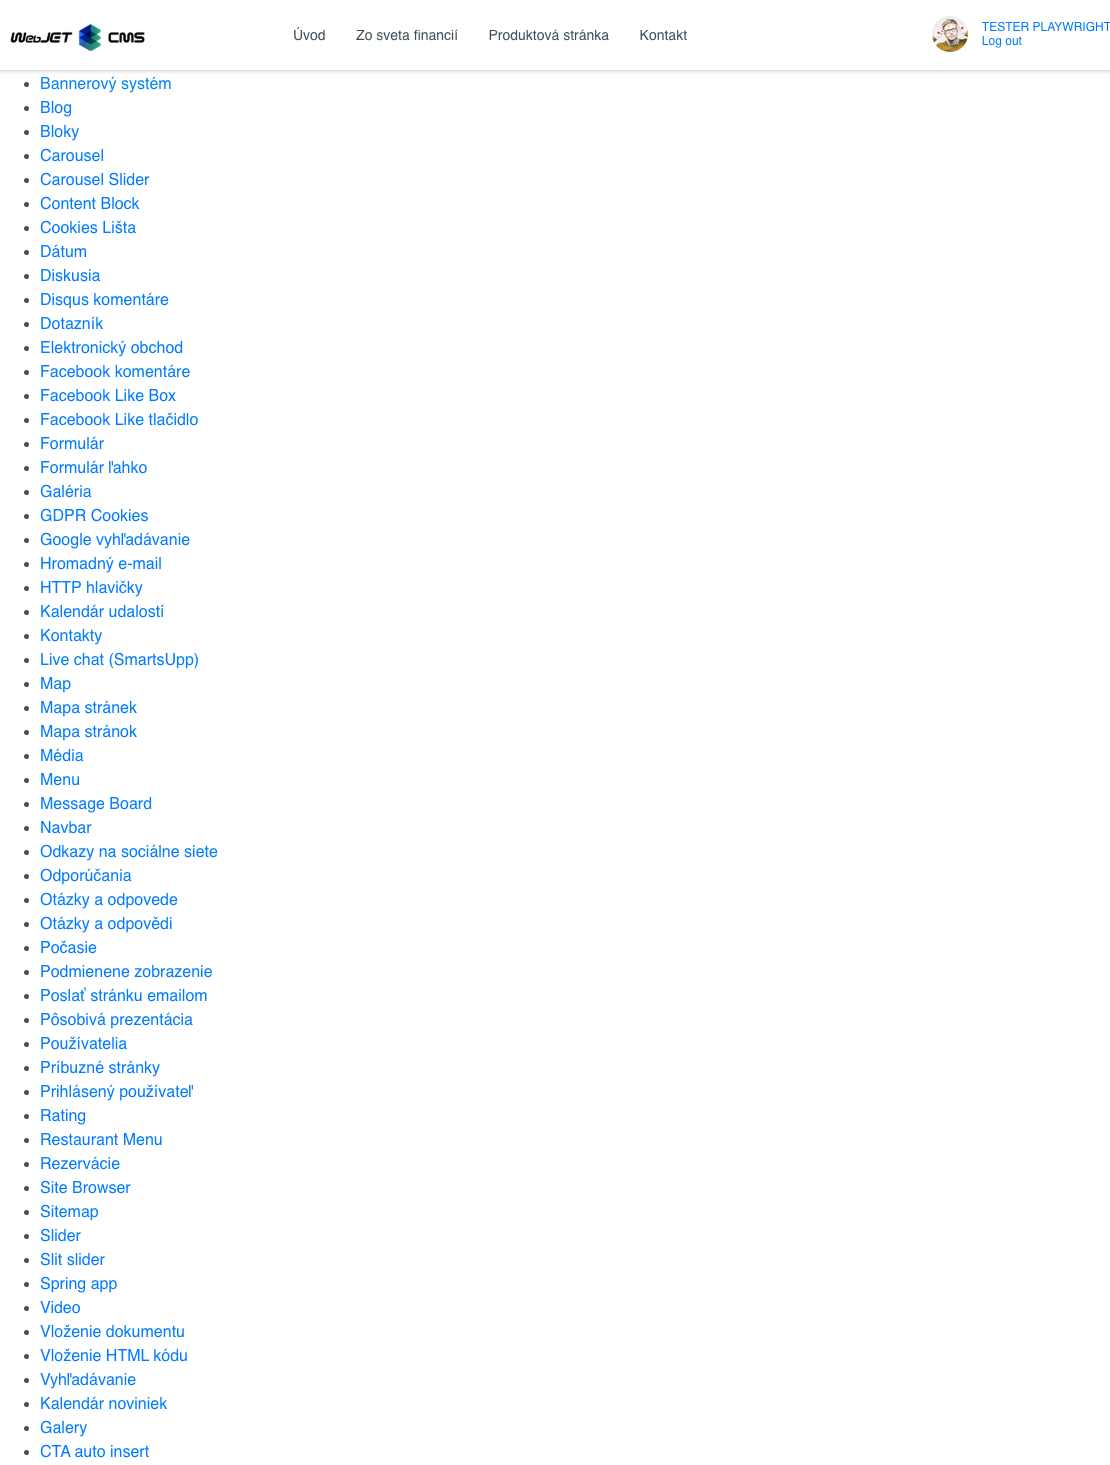 WebJET CMS
Úvod
Zo sveta financií
Produktová stránka
Kontakt
TESTER PLAYWRIGHT
Log out
Bannerový systém
Blog
Bloky
Carousel
Carousel Slider
Content Block
Cookies Lišta
Dátum
Diskusia
Disqus komentáre
Dotazník
Elektronický obchod
Facebook komentáre
Facebook Like Box
Facebook Like tlačidlo
Formulár
Formulár ľahko
Galéria
GDPR Cookies
Google vyhľadávanie
Hromadný e-mail
HTTP hlavičky
Kalendár udalostí
Kontakty
Live chat (SmartsUpp)
Map
Mapa stránek
Mapa stránok
Média
Menu
Message Board
Navbar
Odkazy na sociálne siete
Odporúčania
Otázky a odpovede
Otázky a odpovědi
Počasie
Podmienene zobrazenie
Poslať stránku emailom
Pôsobivá prezentácia
Používatelia
Príbuzné stránky
Prihlásený používateľ
Rating
Restaurant Menu
Rezervácie
Site Browser
Sitemap
Slider
Slit slider
Spring app
Video
Vloženie dokumentu
Vloženie HTML kódu
Vyhľadávanie
Kalendár noviniek
Galery
CTA auto insert